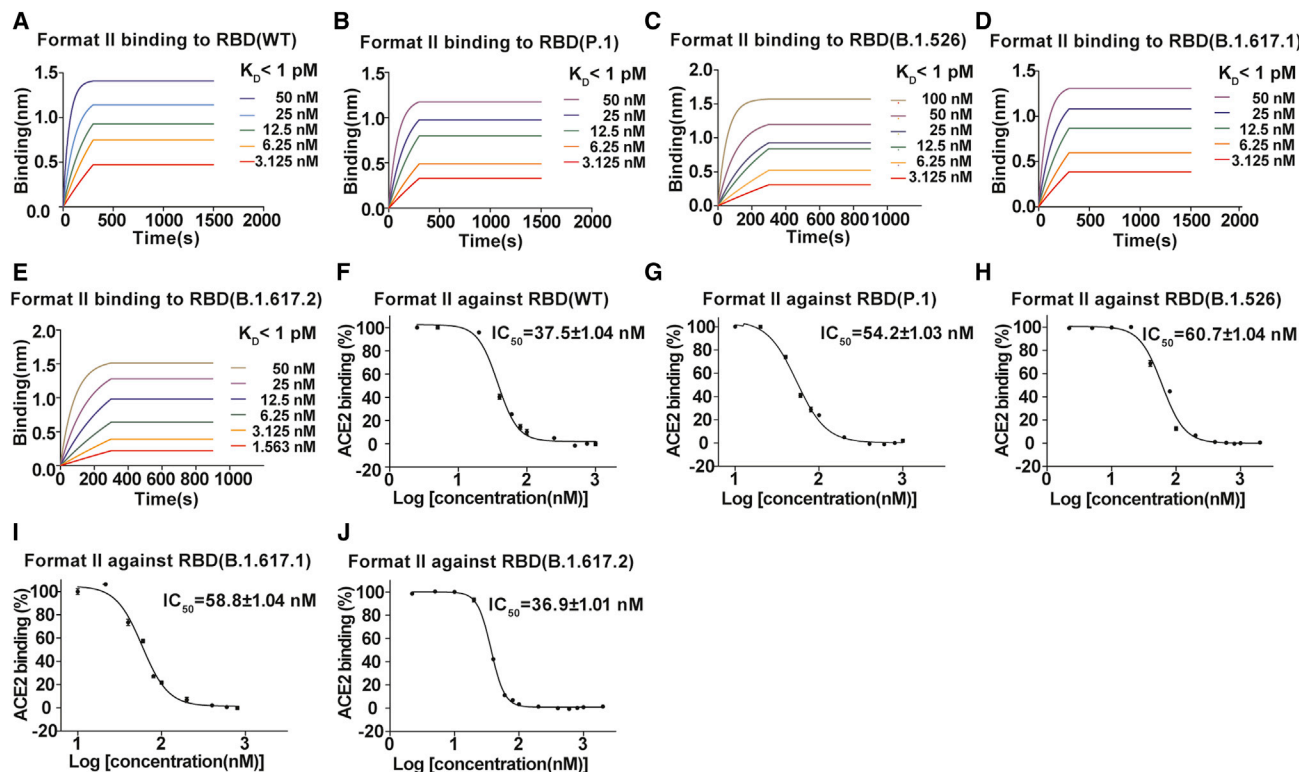 A
Format II binding to RBD(WT)
K_D< 1 pM
50 nM
25 nM
12.5 nM
6.25 nM
3.125 nM
Binding(nm)
1.5
1.0
0.5
0.0
0 500 1000 1500 2000
Time(s)
B
Format II binding to RBD(P.1)
K_D< 1 pM
50 nM
25 nM
12.5 nM
6.25 nM
3.125 nM
Binding(nm)
1.5
1.0
0.5
0.0
0 500 1000 1500 2000
Time(s)
C
Format II binding to RBD(B.1.526)
K_D< 1 pM
100 nM
50 nM
25 nM
12.5 nM
6.25 nM
3.125 nM
Binding(nm)
2.0
1.5
1.0
0.5
0.0
0 200 400 600 800 1000
Time(s)
D
Format II binding to RBD(B.1.617.1)
K_D< 1 pM
50 nM
25 nM
12.5 nM
6.25 nM
3.125 nM
Binding(nm)
1.5
1.0
0.5
0.0
0 500 1000 1500 2000
Time(s)
E
Format II binding to RBD(B.1.617.2)
K_D< 1 pM
50 nM
25 nM
12.5 nM
6.25 nM
3.125 nM
1.563 nM
Binding(nm)
2.0
1.5
1.0
0.5
0.0
0 200 400 600 800 1000
Time(s)
F
Format II against RBD(WT)
IC50=37.5±1.04 nM
ACE2 binding (%)
100
80
60
40
20
0
-20
0 1 2 3
Log [concentration(nM)]
G
Format II against RBD(P.1)
IC50=54.2±1.03 nM
ACE2 binding (%)
100
80
60
40
20
0
-20
1 2 3
Log [concentration(nM)]
H
Format II against RBD(B.1.526)
IC50=60.7±1.04 nM
ACE2 binding (%)
100
80
60
40
20
0
-20
0 1 2 3
Log [concentration(nM)]
I
Format II against RBD(B.1.617.1)
IC50=58.8±1.04 nM
ACE2 binding (%)
100
80
60
40
20
0
-20
1 2 3
Log [concentration(nM)]
J
Format II against RBD(B.1.617.2)
IC50=36.9±1.01 nM
ACE2 binding (%)
100
80
60
40
20
0
-20
0 1 2 3
Log [concentration(nM)]